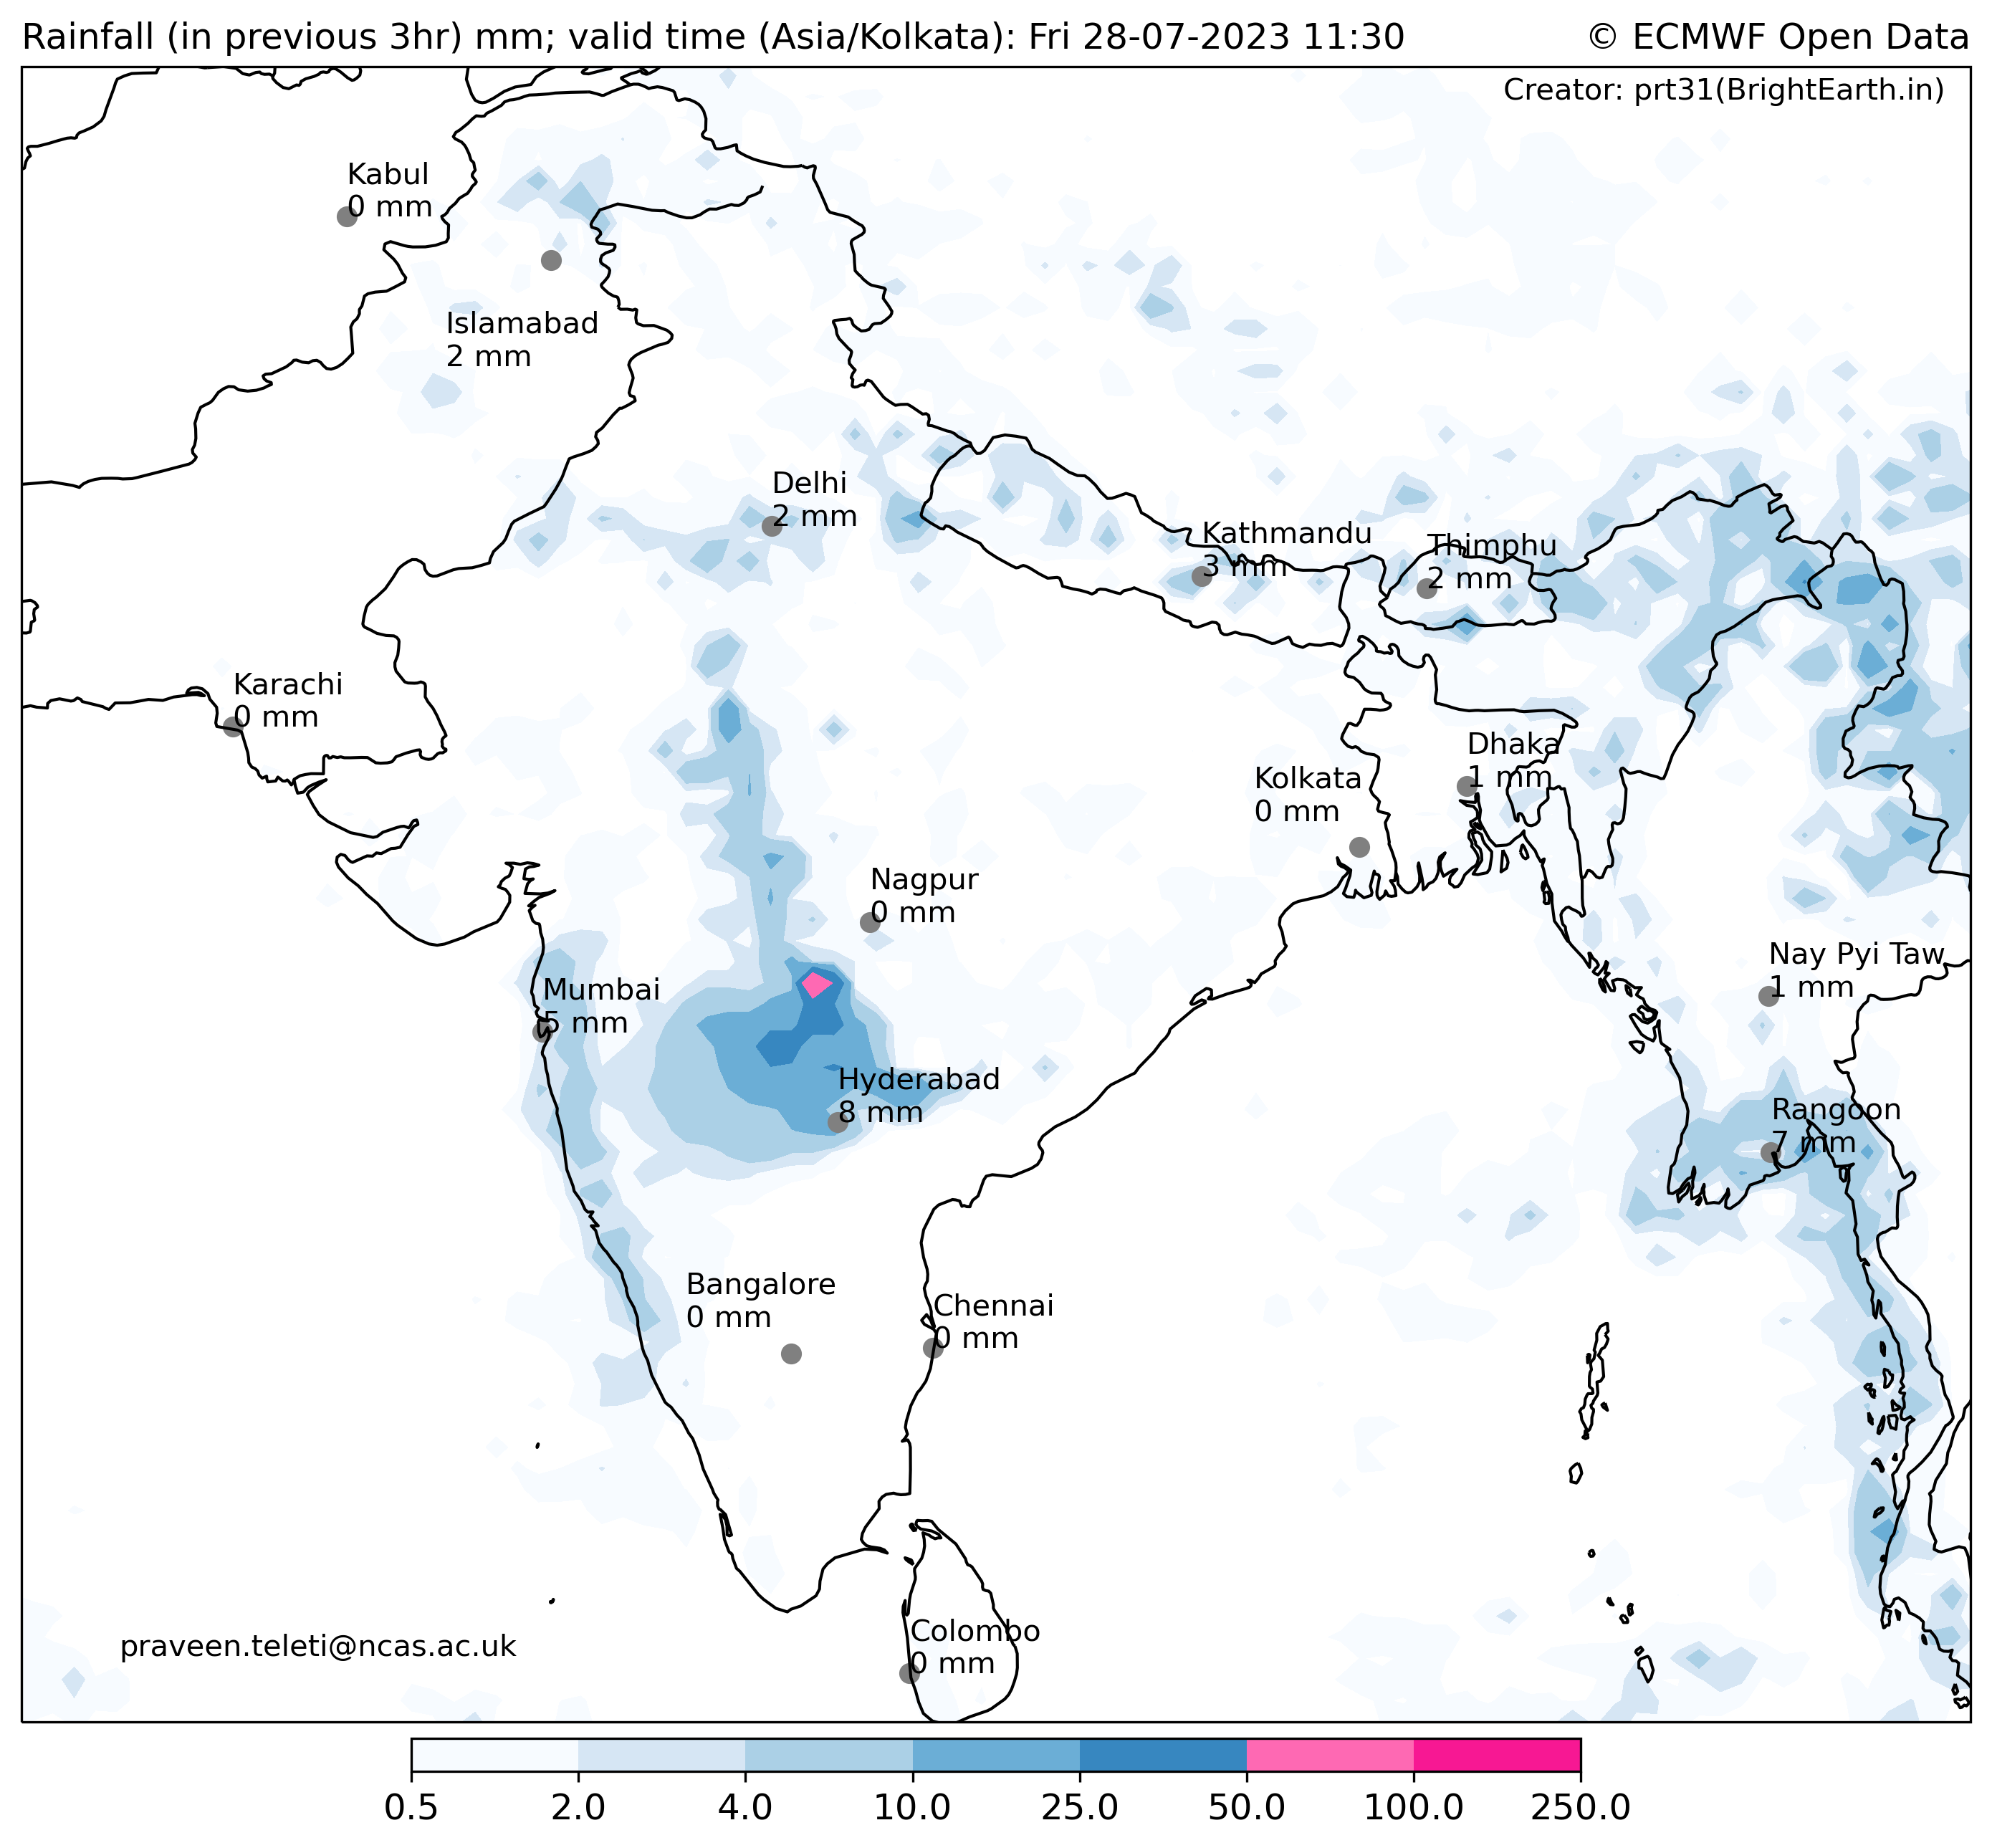 Rainfall (in previous 3hr) mm; valid time (Asia/Kolkata): Fri 28-07-2023 11:30
© ECMWF Open Data
Creator: prt31(BrightEarth.in)
Kabul
0 mm
Islamabad
2 mm
Delhi
2 mm
Kathmandu
3 mm
Thimphu
2 mm
Karachi
0 mm
Dhaka
1 mm
Kolkata
0 mm
Nagpur
0 mm
Nay Pyi Taw
1 mm
Mumbai
5 mm
Hyderabad
8 mm
Rangoon
7 mm
Bangalore
0 mm
Chennai
0 mm
Colombo
0 mm
praveen.teleti@ncas.ac.uk
0.5 2.0 4.0 10.0 25.0 50.0 100.0 250.0